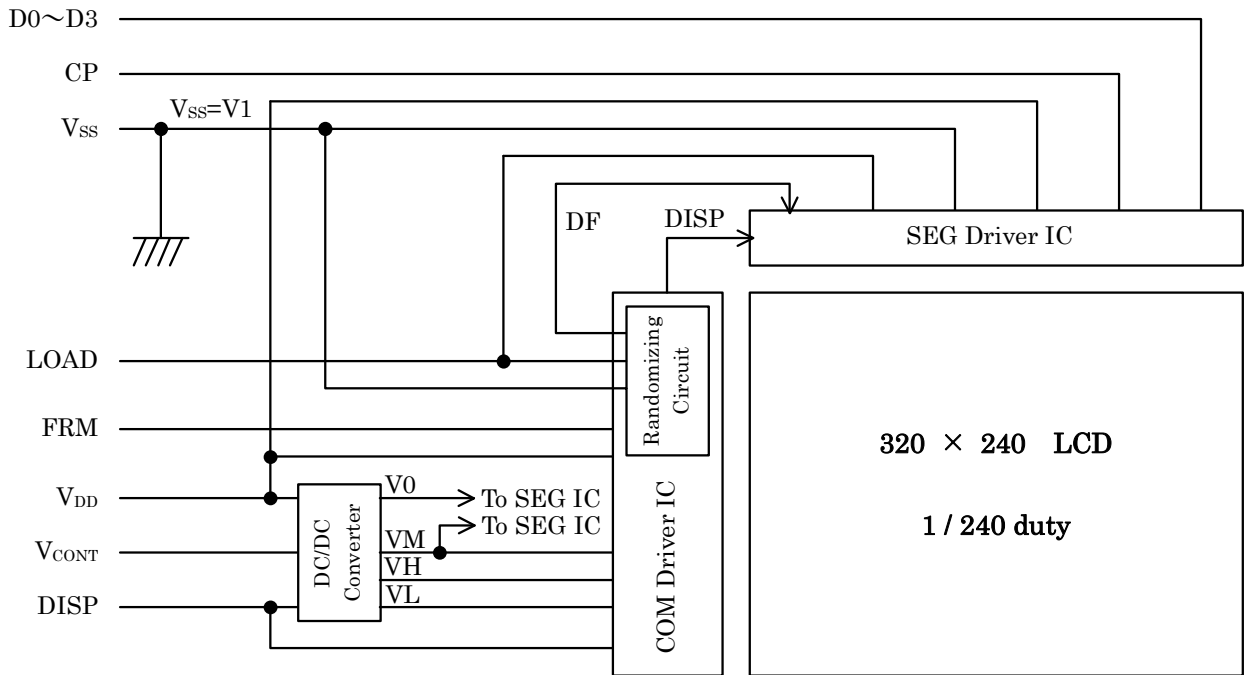 D0～D3
CP
VSS=V1
VSS
DF
DISP
SEG Driver IC
LOAD
Randomizing
Circuit
FRM
320 × 240 LCD
VDD
V0
To SEG IC
To SEG IC
1 / 240 duty
VCONT
DC/DC
Converter
VM
VH
VL
DISP
COM Driver IC